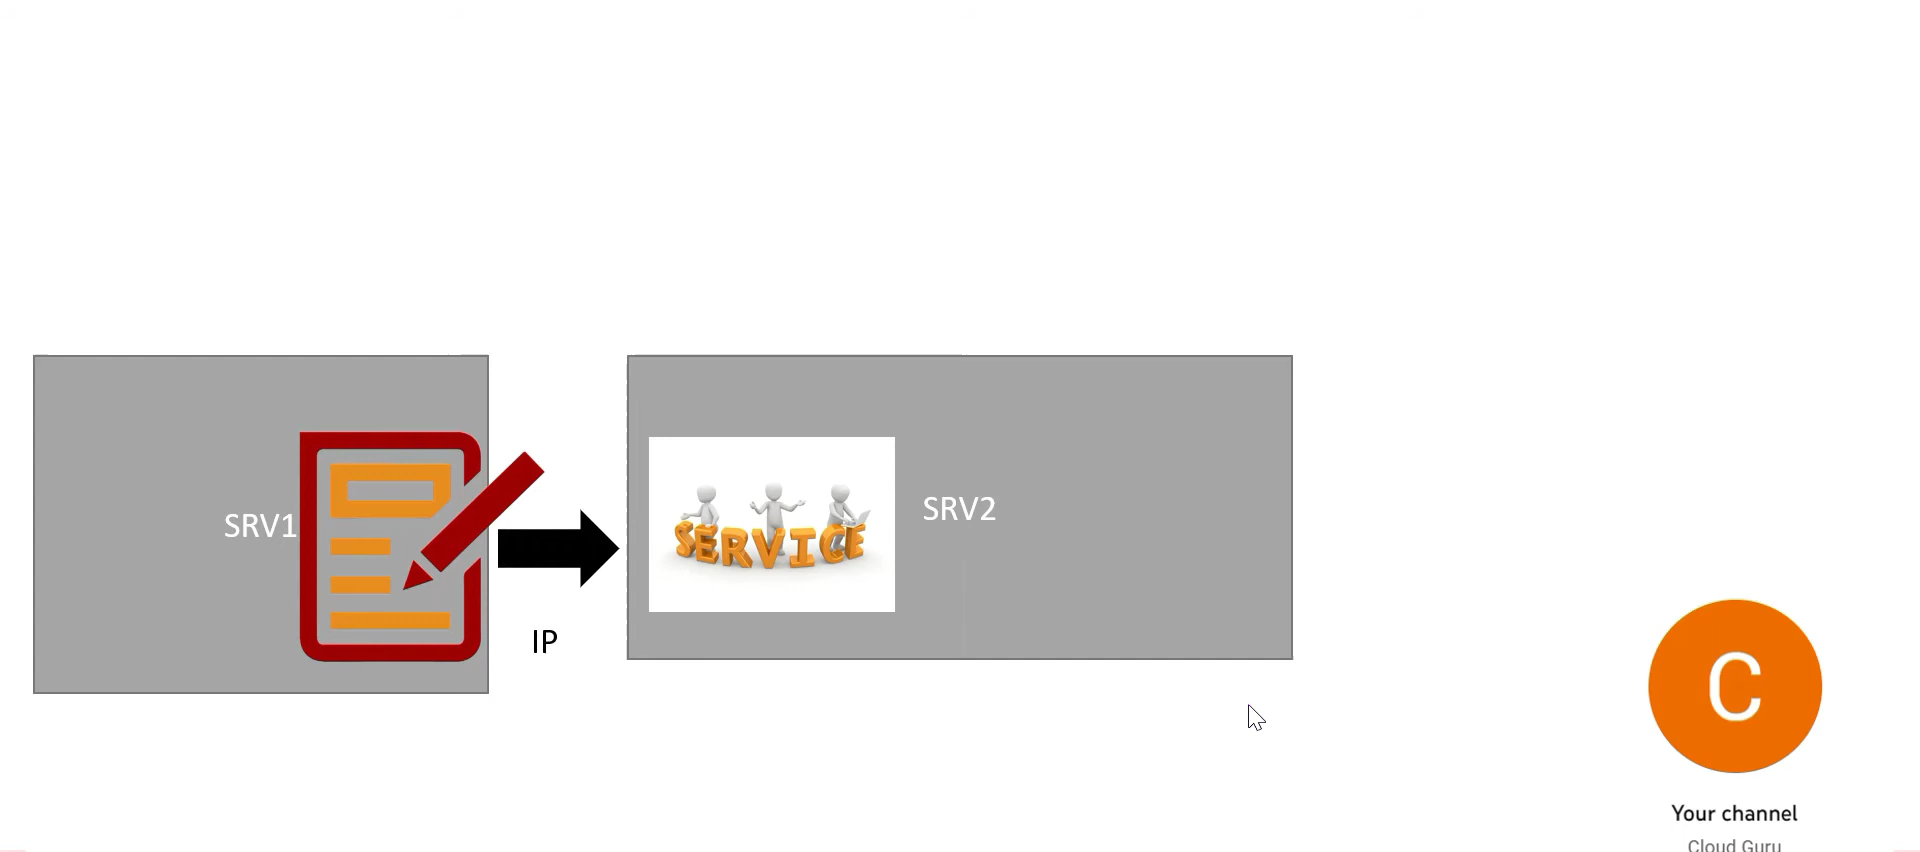 SRV1
SERVICE
SRV2
IP
C
Your channel
Cloud Guru